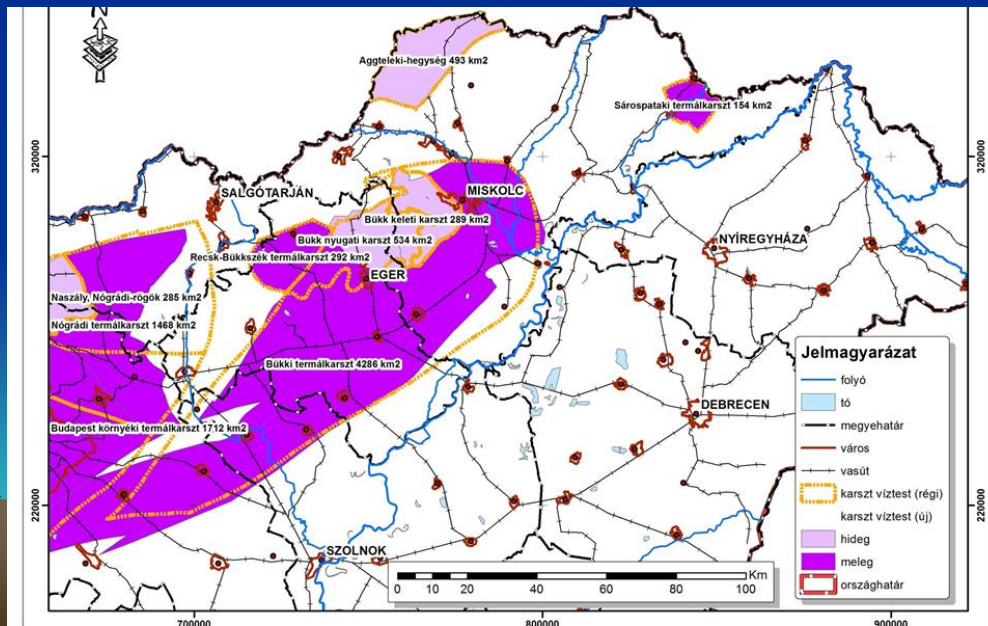 N
Aggteleki-hegység 493 km2
Sárospataki termálkarszt 154 km2
320000
320000
SALGÓTARJÁN
MISKOLC
Bükk keleti karszt 289 km2
Bükk nyugati karszt 534 km2
NYÍREGYHÁZA
Recsk-Bükkszék termálkarszt 292 km2
EGER
Naszály, Nógrádi-rögök 285 km2
Nógrádi termálkarszt 1468 km2
Bükki termálkarszt 4286 km2
DEBRECEN
Budapest környéki termálkarszt 1712 km2
220000
220000
SZOLNOK
Jelmagyarázat
folyó
tó
megyehatár
város
vasút
karszt víztest (régi)
karszt víztest (új)
hideg
meleg
országhatár
Km
0 10 20 40 60 80 100
700000 800000 900000